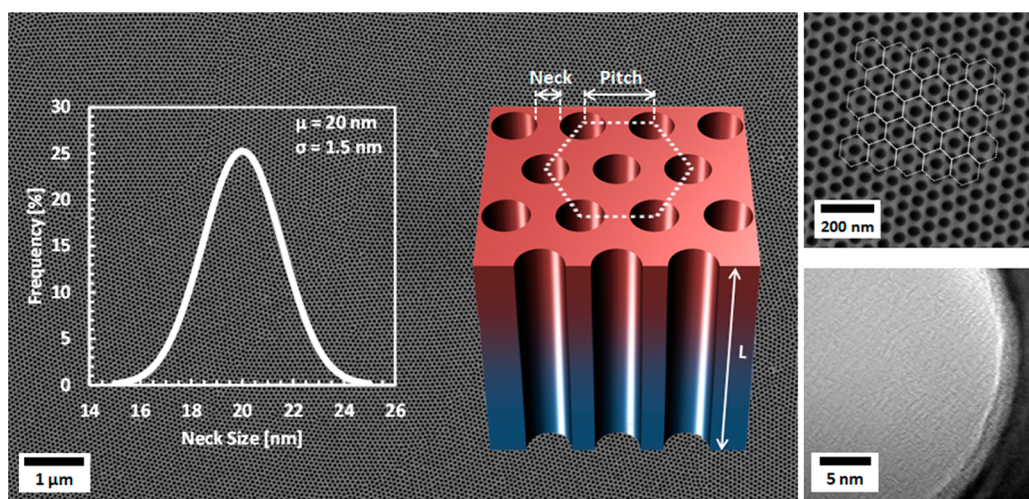 Neck Pitch
30
25
20
15
10
5
0
Frequency [%]
μ = 20 nm
σ = 1.5 nm
14 16 18 20 22 24 26
Neck Size [nm]
L
1 μm
200 nm
5 nm